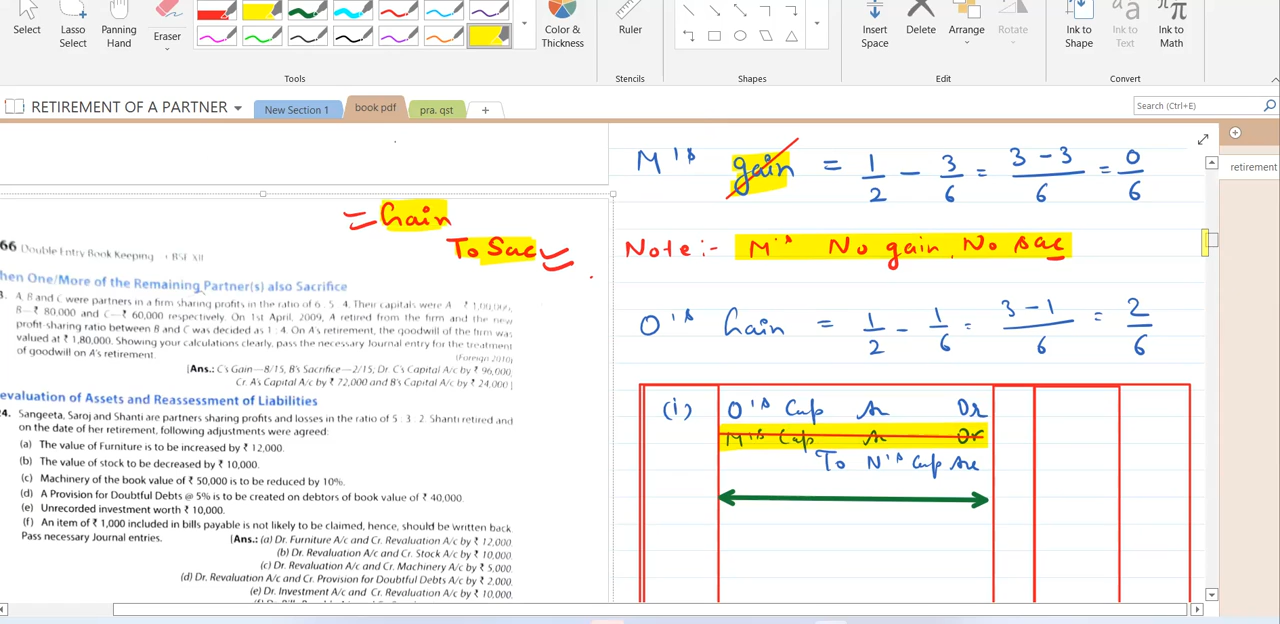 Select
Lasso Select
Panning Hand
Eraser
Color & Thickness
Ruler
Insert Space
Delete
Arrange
Rotate
Ink to Shape
Ink to Text
Ink to Math
Tools
Stencils
Shapes
Edit
Convert
RETIREMENT OF A PARTNER
New Section 1
book pdf
pra. qst
+
Search (Ctrl+E)
retirement
= Gain
To Sac
66 Double Entry Book Keeping
hen One/More of the Remaining Partner(s) also Sacrifice
3. A, B and C were partners in a firm sharing profits in the ratio of 6 : 5 : 4. Their capitals were A—₹ 1,00,000,
B—₹ 80,000 and C—₹ 60,000 respectively. On 1st April, 2009, A retired from the firm and the new
profit-sharing ratio between B and C was decided as 1 : 4. On A's retirement, the goodwill of the firm was
valued at ₹ 1,80,000. Showing your calculations clearly, pass the necessary Journal entry for the treatment
of goodwill on A's retirement. (Foreign 2010)
[Ans.: C's Gain—8/15, B's Sacrifice—2/15; Dr. C's Capital A/c by ₹ 96,000,
Cr. A's Capital A/c by ₹ 72,000 and B's Capital A/c by ₹ 24,000]
evaluation of Assets and Reassessment of Liabilities
24. Sangeeta, Saroj and Shanti are partners sharing profits and losses in the ratio of 5 : 3 : 2. Shanti retired and
on the date of her retirement, following adjustments were agreed:
(a) The value of Furniture is to be increased by ₹ 12,000.
(b) The value of stock to be decreased by ₹ 10,000.
(c) Machinery of the book value of ₹ 50,000 is to be reduced by 10%.
(d) A Provision for Doubtful Debts @ 5% is to be created on debtors of book value of ₹ 40,000.
(e) Unrecorded investment worth ₹ 10,000.
(f) An item of ₹ 1,000 included in bills payable is not likely to be claimed, hence, should be written back
Pass necessary Journal entries. [Ans.: (a) Dr. Furniture A/c and Cr. Revaluation A/c by ₹ 12,000,
(b) Dr. Revaluation A/c and Cr. Stock A/c by ₹ 10,000,
(c) Dr. Revaluation A/c and Cr. Machinery A/c by ₹ 5,000,
(d) Dr. Revaluation A/c and Cr. Provision for Doubtful Debts A/c by ₹ 2,000,
(e) Dr. Investment A/c and Cr. Revaluation A/c by ₹ 10,000,
M's gain = 1/2 - 3/6 = 3-3/6 = 0/6
Note:- M's No gain, No sac
O's Gain = 1/2 - 1/6 = 3-1/6 = 2/6
(i) O's Cap A/c Dr
M's Cap A/c Dr
To N's Cap A/c